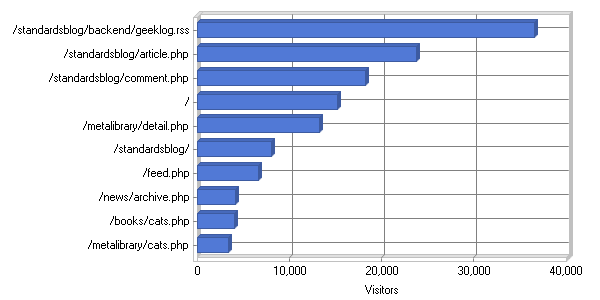 /standardsblog/backend/geeklog.rss
/standardsblog/article.php
/standardsblog/comment.php
/
/metalibrary/detail.php
/standardsblog/
/feed.php
/news/archive.php
/books/cats.php
/metalibrary/cats.php
0 10,000 20,000 30,000 40,000
Visitors